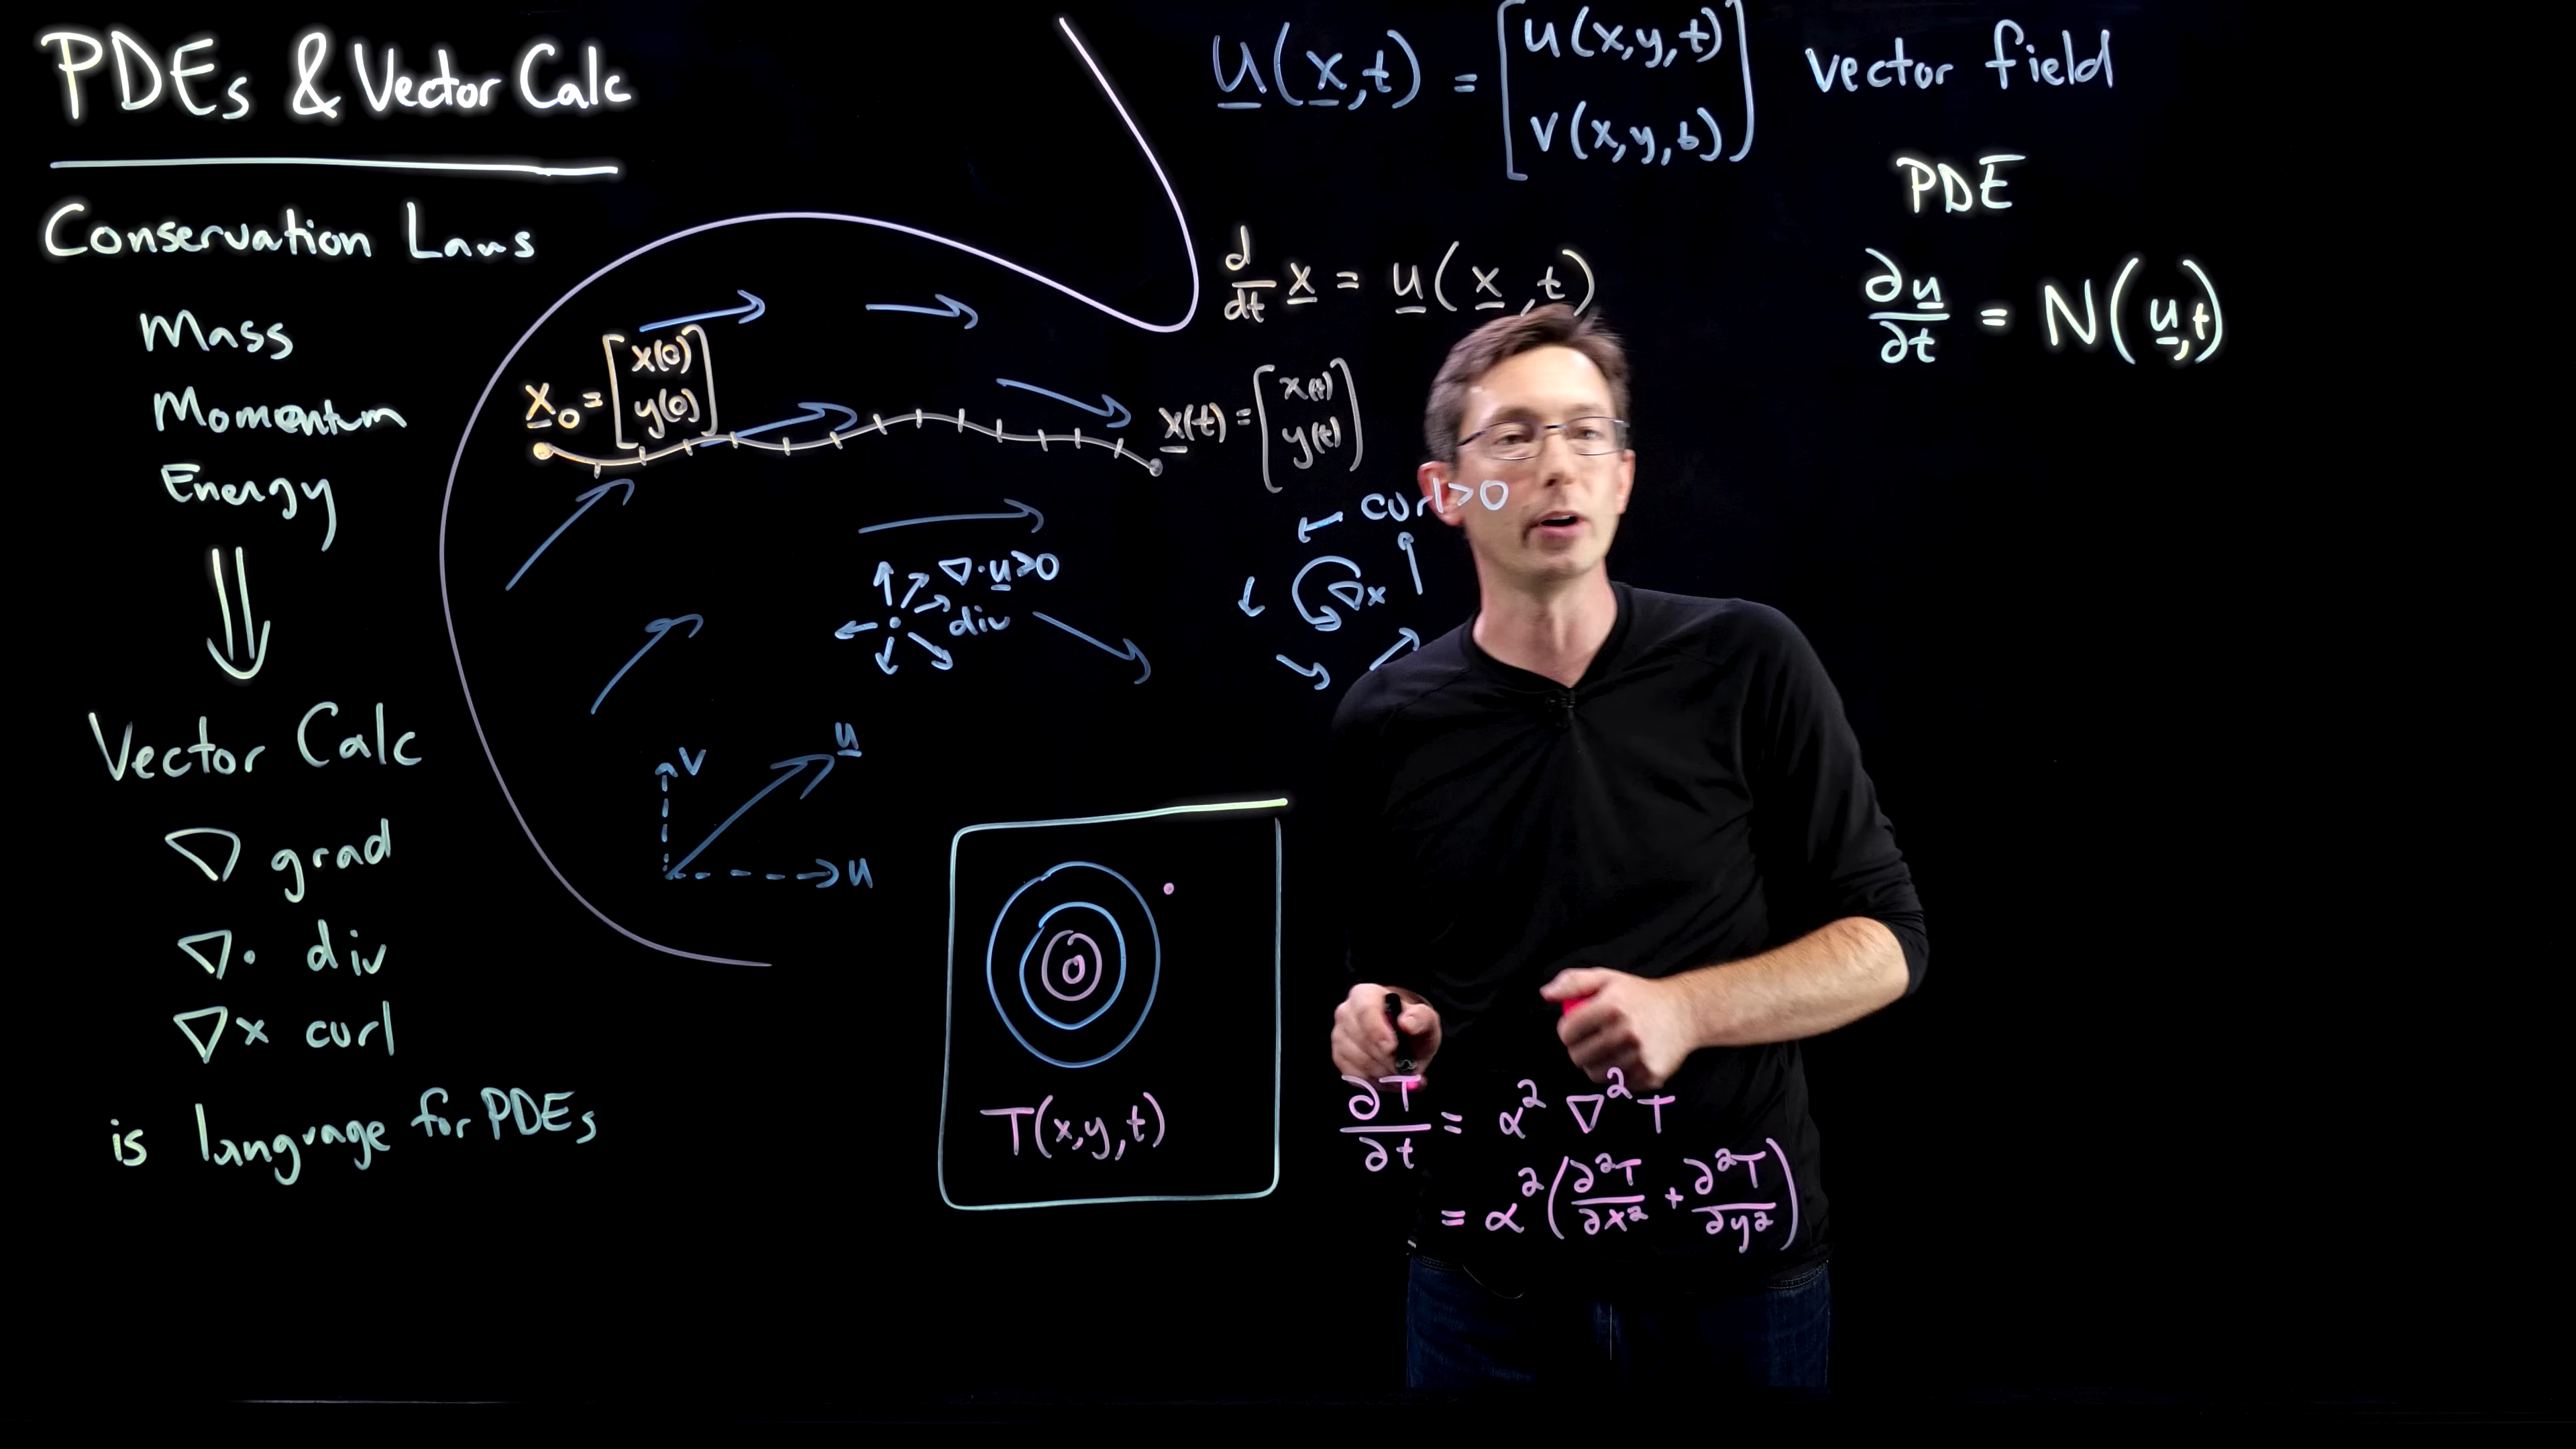 PDEs & Vector Calc
Conservation Laws
Mass
Momentum
Energy
⇓
Vector Calc
∇ grad
∇· div
∇× curl
is language for PDEs
u(x,t) = [u(x,y,t)
v(x,y,t)]
vector field
PDE
∂u/∂t = N(u,t)
d/dt x = u(x,t)
x₀ = [x(0)
y(0)]
x(t) = [x(t)
y(t)]
∇·u>0
div
curl>0
∇×
v
u
u
T(x,y,t)
∂T/∂t = α² ∇²T
= α²(∂²T/∂x² + ∂²T/∂y²)